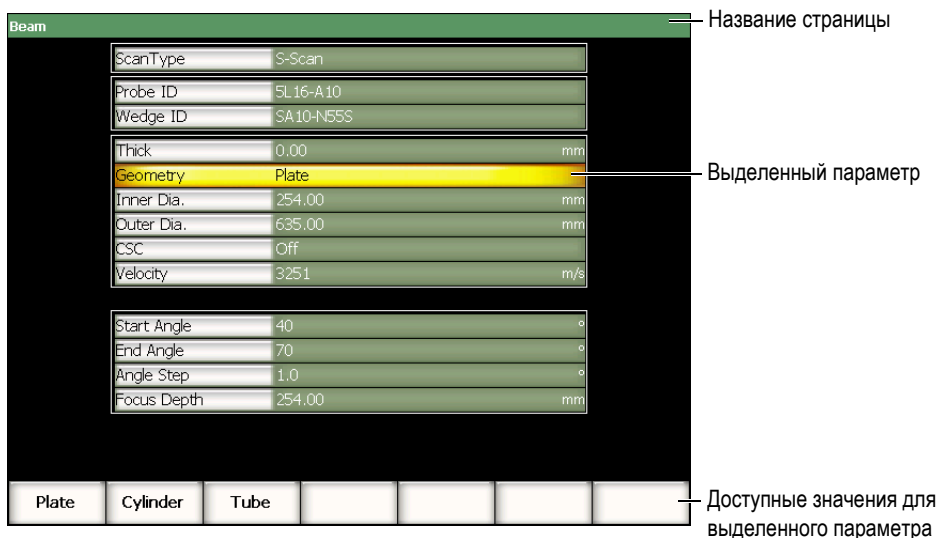 Beam
Название страницы
ScanType S-Scan
Probe ID 5L16-A10
Wedge ID SA10-N55S
Thick 0.00 mm
Geometry Plate
Выделенный параметр
Inner Dia. 254.00 mm
Outer Dia. 635.00 mm
CSC Off
Velocity 3251 m/s
Start Angle 40 °
End Angle 70 °
Angle Step 1.0 °
Focus Depth 254.00 mm
Plate Cylinder Tube
Доступные значения для
выделенного параметра